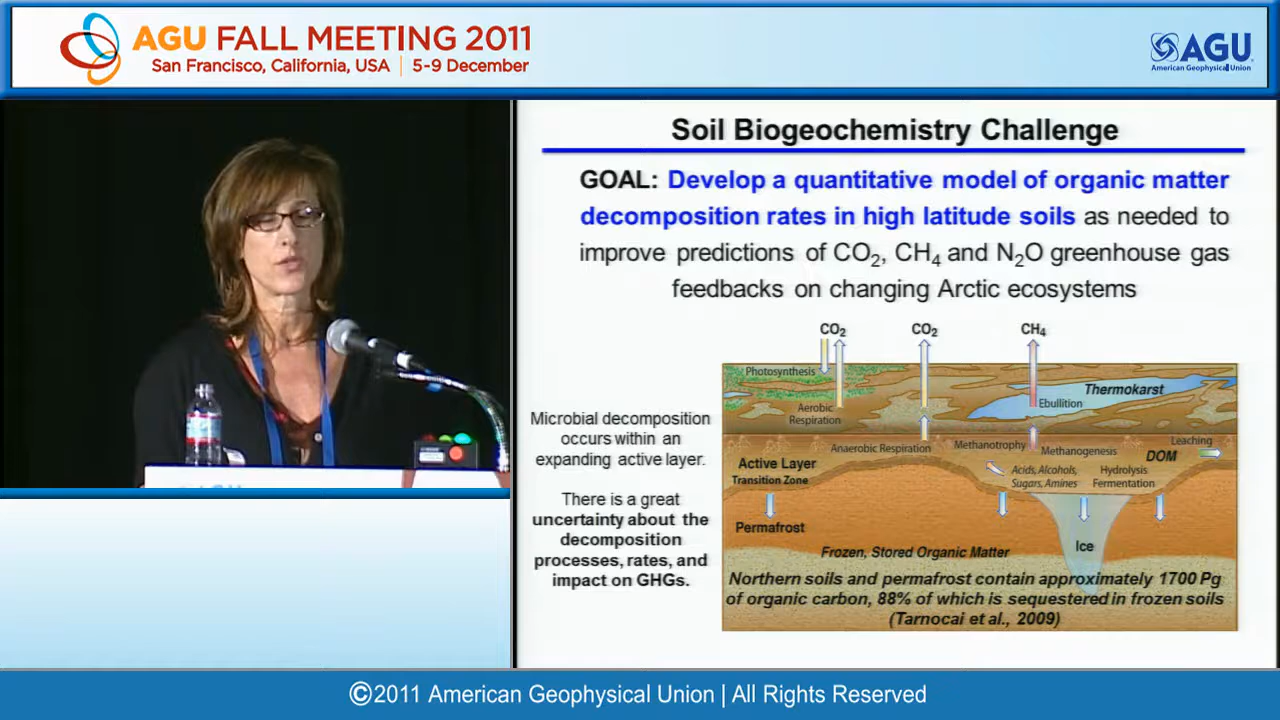 AGU FALL MEETING 2011
San Francisco, California, USA | 5-9 December
AGU
American Geophysical Union
Soil Biogeochemistry Challenge
GOAL: Develop a quantitative model of organic matter
decomposition rates in high latitude soils as needed to
improve predictions of CO₂, CH₄ and N₂O greenhouse gas
feedbacks on changing Arctic ecosystems
Microbial decomposition
occurs within an
expanding active layer.
There is a great
uncertainty about the
decomposition
processes, rates, and
impact on GHGs.
CO₂
CO₂
CH₄
Photosynthesis
Thermokarst
Aerobic
Respiration
Ebullition
Anaerobic Respiration
Methanotrophy
Methanogenesis
Leaching
DOM
Active Layer
Transition Zone
Acids, Alcohols,
Sugars, Amines
Hydrolysis
Fermentation
Permafrost
Ice
Frozen, Stored Organic Matter
Northern soils and permafrost contain approximately 1700 Pg
of organic carbon, 88% of which is sequestered in frozen soils
(Tarnocai et al., 2009)
©2011 American Geophysical Union | All Rights Reserved